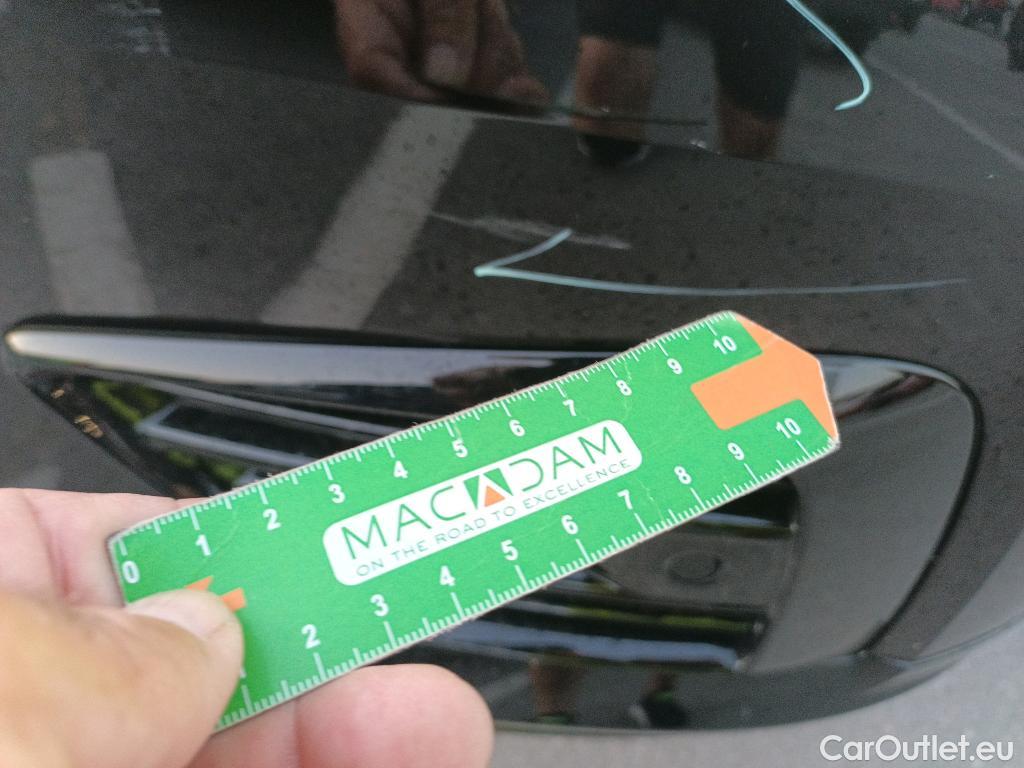 0 1 2 3 4 5 6 7 8 9 10
MACADAM
ON THE ROAD TO EXCELLENCE
2 3 4 5 6 7 8 9 10
CarOutlet.eu